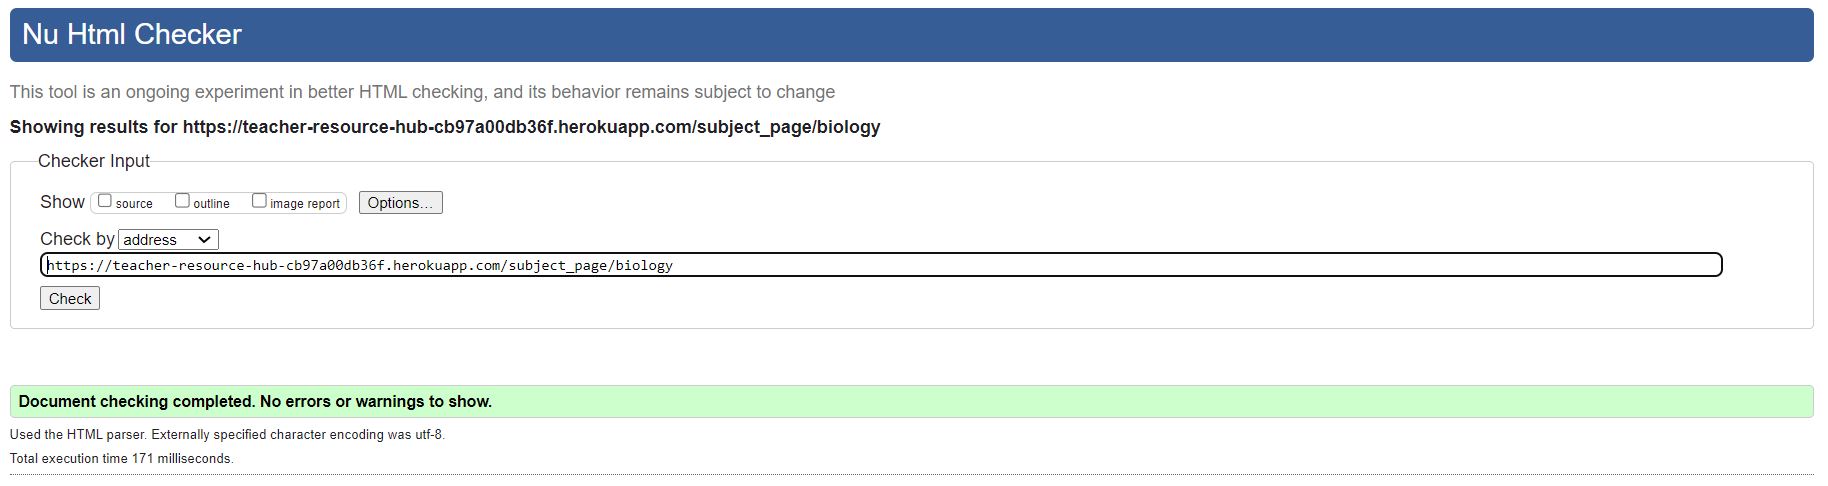 Nu Html Checker
This tool is an ongoing experiment in better HTML checking, and its behavior remains subject to change
Showing results for https://teacher-resource-hub-cb97a00db36f.herokuapp.com/subject_page/biology
Checker Input
Show source outline image report Options...
Check by address
https://teacher-resource-hub-cb97a00db36f.herokuapp.com/subject_page/biology
Check
Document checking completed. No errors or warnings to show.
Used the HTML parser. Externally specified character encoding was utf-8.
Total execution time 171 milliseconds.